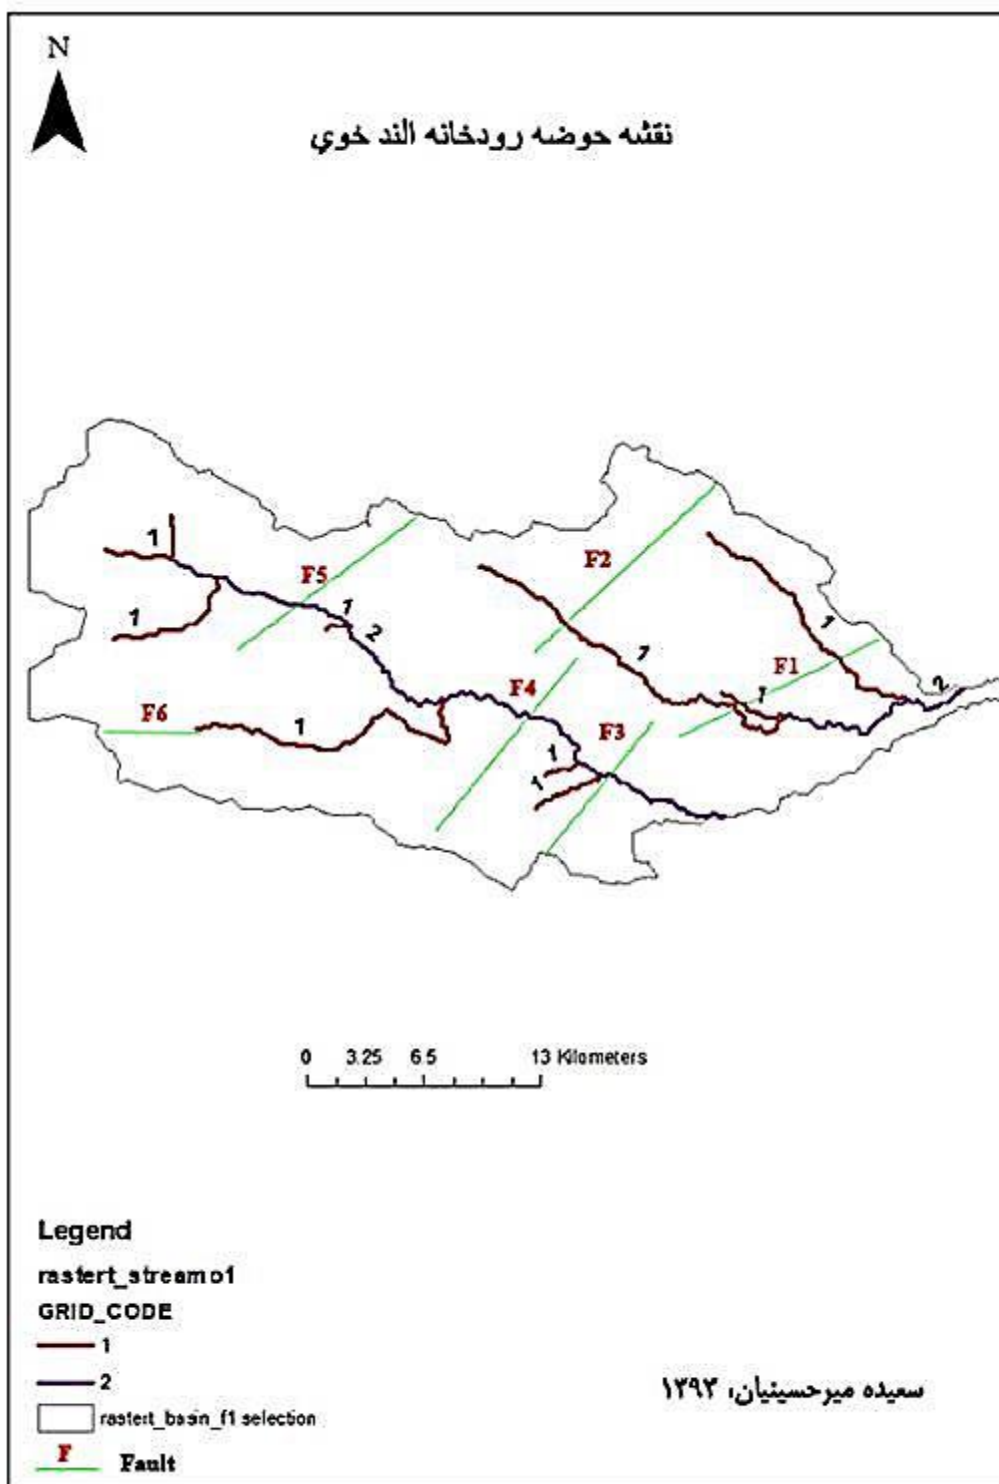 N
نقشه حوضه رودخانه الند خوي
1
F5
F2
1
1
2
1
1
F1
2
F4
1
F6
1
F3
1
1
0 3.25 6.5 13 Kilometers
Legend
rastert_streamo1
GRID_CODE
1
2
rastert_basin_f1 selection
F Fault
سعیده میرحسینیان، ۱۳۹۳